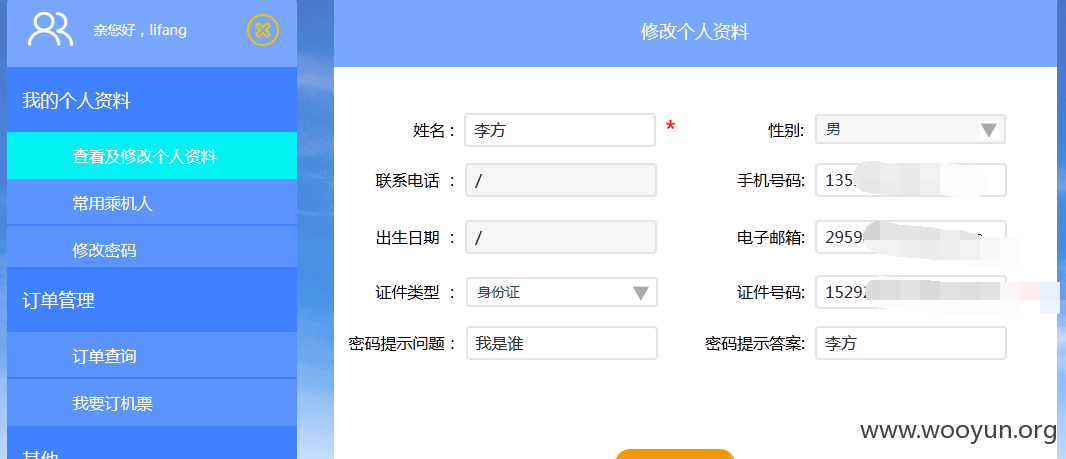 亲您好，lifang
我的个人资料
查看及修改个人资料
常用乘机人
修改密码
订单管理
订单查询
我要订机票
其他
修改个人资料
姓名： 李方 * 性别: 男
联系电话 ： / 手机号码: 135
出生日期 ： / 电子邮箱: 2959
证件类型 ： 身份证 证件号码: 15292
密码提示问题 ： 我是谁 密码提示答案: 李方
www.wooyun.org